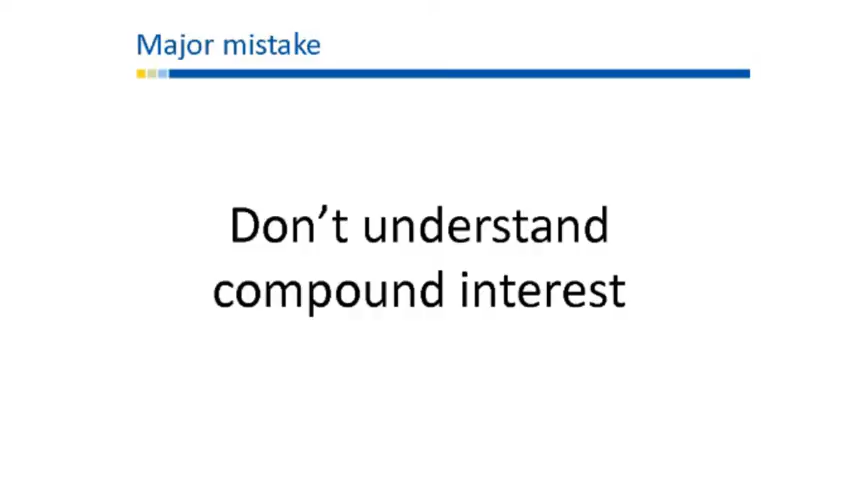 Major mistake
Don’t understand
compound interest